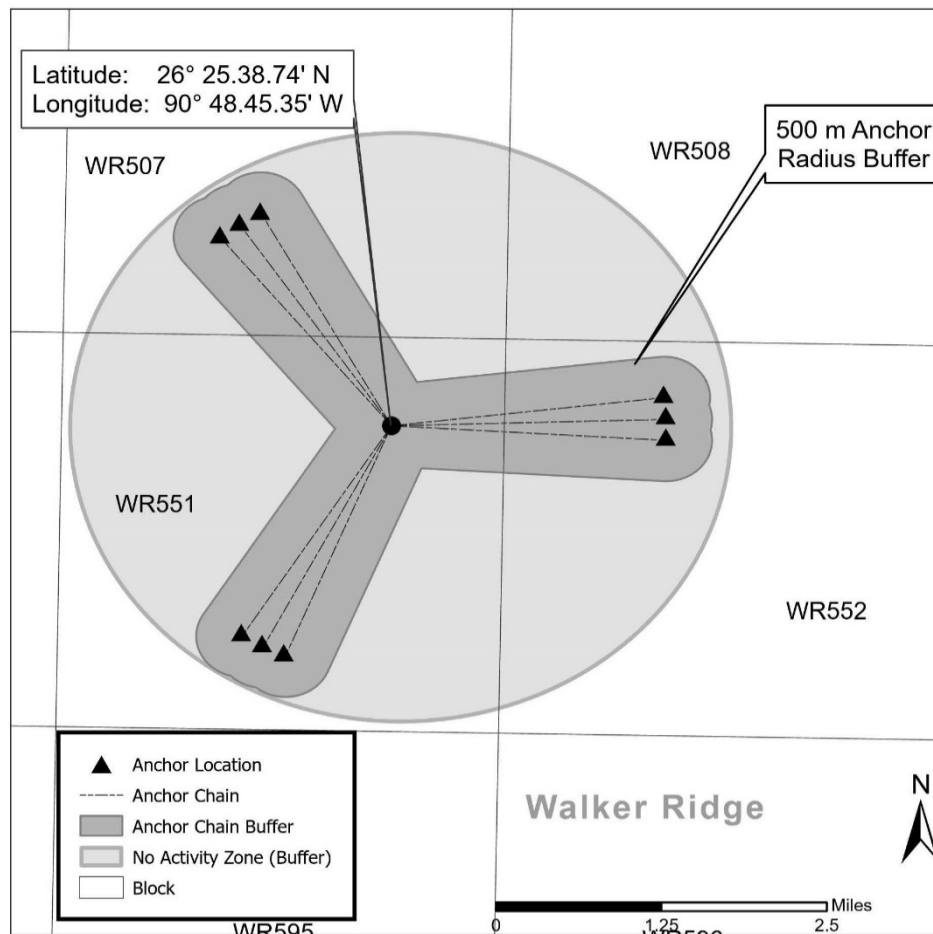 Latitude: 26° 25.38.74' N
Longitude: 90° 48.45.35' W
500 m Anchor
Radius Buffer
WR507
WR508
WR551
WR552
Anchor Location
Anchor Chain
Anchor Chain Buffer
No Activity Zone (Buffer)
Block
Walker Ridge
N
Miles
0
1.25
2.5
WR595